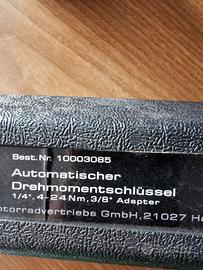 Best.Nr. 10003085
Automatischer
Drehmomentschlüssel
1/4", 4-24Nm, 3/8" Adapter
otorradvertriebs GmbH, 21027 Ha